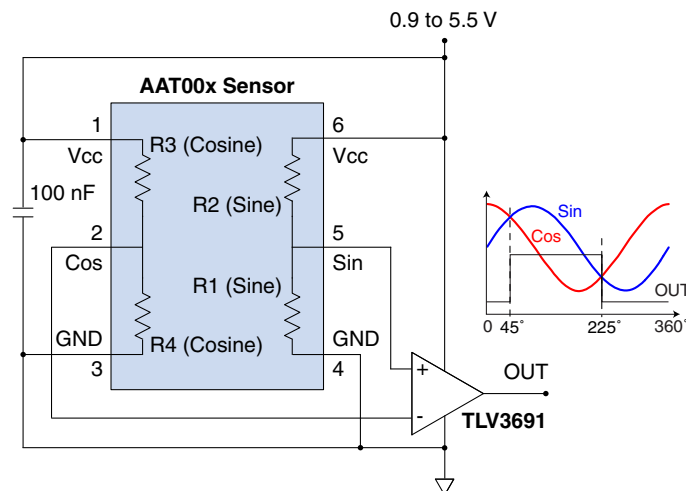 0.9 to 5.5 V
AAT00x Sensor
1
6
R3 (Cosine)
Vcc
Vcc
100 nF
R2 (Sine)
Sin
Cos
2
5
Cos
Sin
R1 (Sine)
OUT
0 45° 225° 360°
GND
GND
R4 (Cosine)
3
4
+
OUT
-
TLV3691